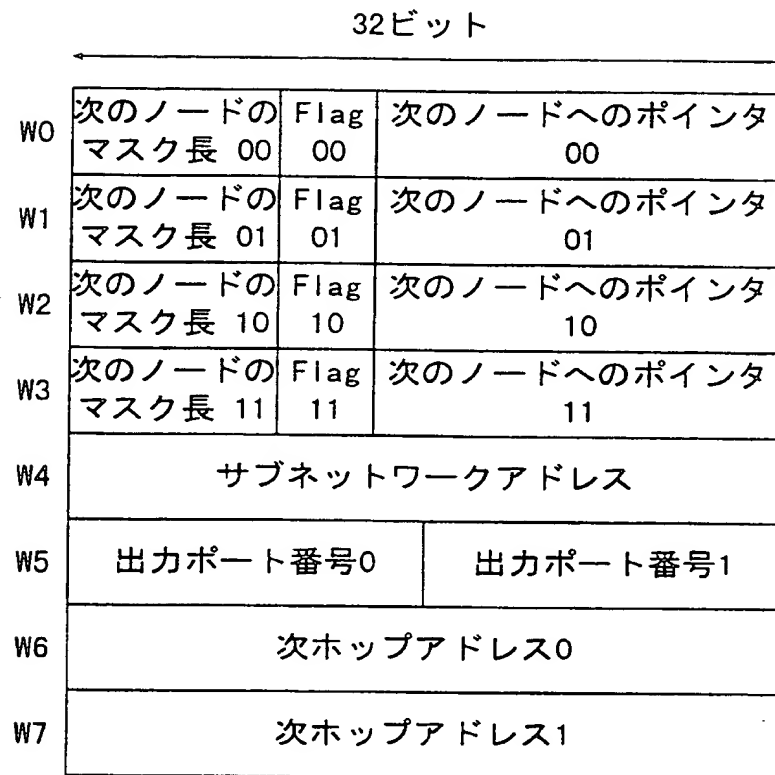 32ビット
W0
次のノードの
マスク長 00
Flag
00
次のノードへのポインタ
00
W1
次のノードの
マスク長 01
Flag
01
次のノードへのポインタ
01
W2
次のノードの
マスク長 10
Flag
10
次のノードへのポインタ
10
W3
次のノードの
マスク長 11
Flag
11
次のノードへのポインタ
11
W4
サブネットワークアドレス
W5
出力ポート番号0
出力ポート番号1
W6
次ホップアドレス0
W7
次ホップアドレス1